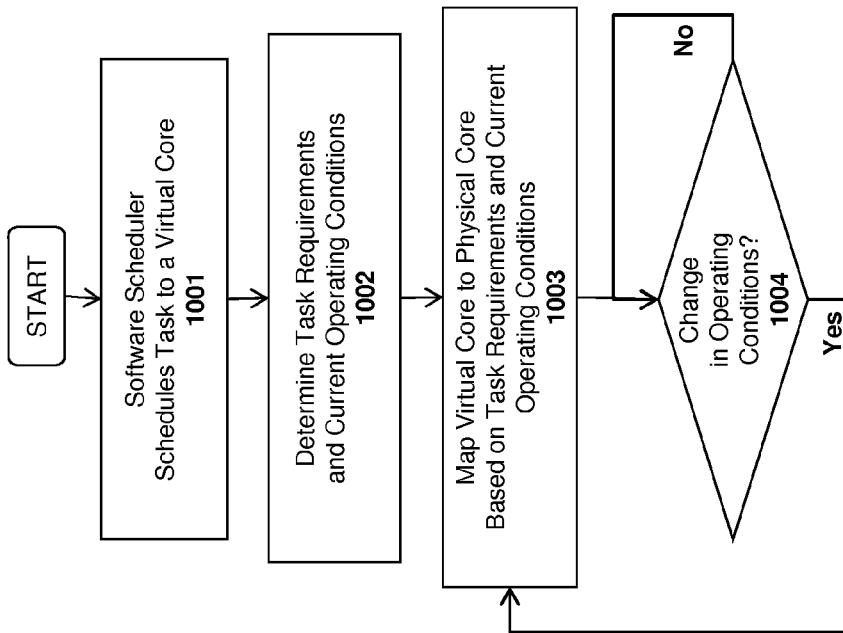 START
Software Scheduler
Schedules Task to a Virtual Core
1001
Determine Task Requirements
and Current Operating Conditions
1002
Map Virtual Core to Physical Core
Based on Task Requirements and Current
Operating Conditions
1003
Change
in Operating
Conditions?
1004
No
Yes